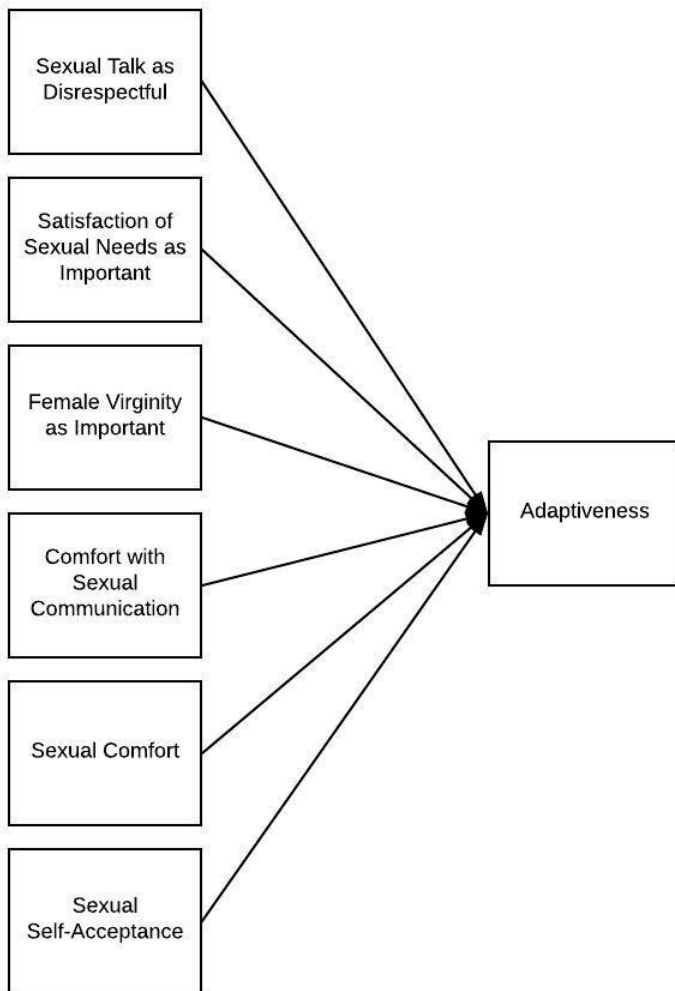 Sexual Talk as
Disrespectful
Satisfaction of
Sexual Needs as
Important
Female Virginity
as Important
Comfort with
Sexual
Communication
Sexual Comfort
Sexual
Self-Acceptance
Adaptiveness